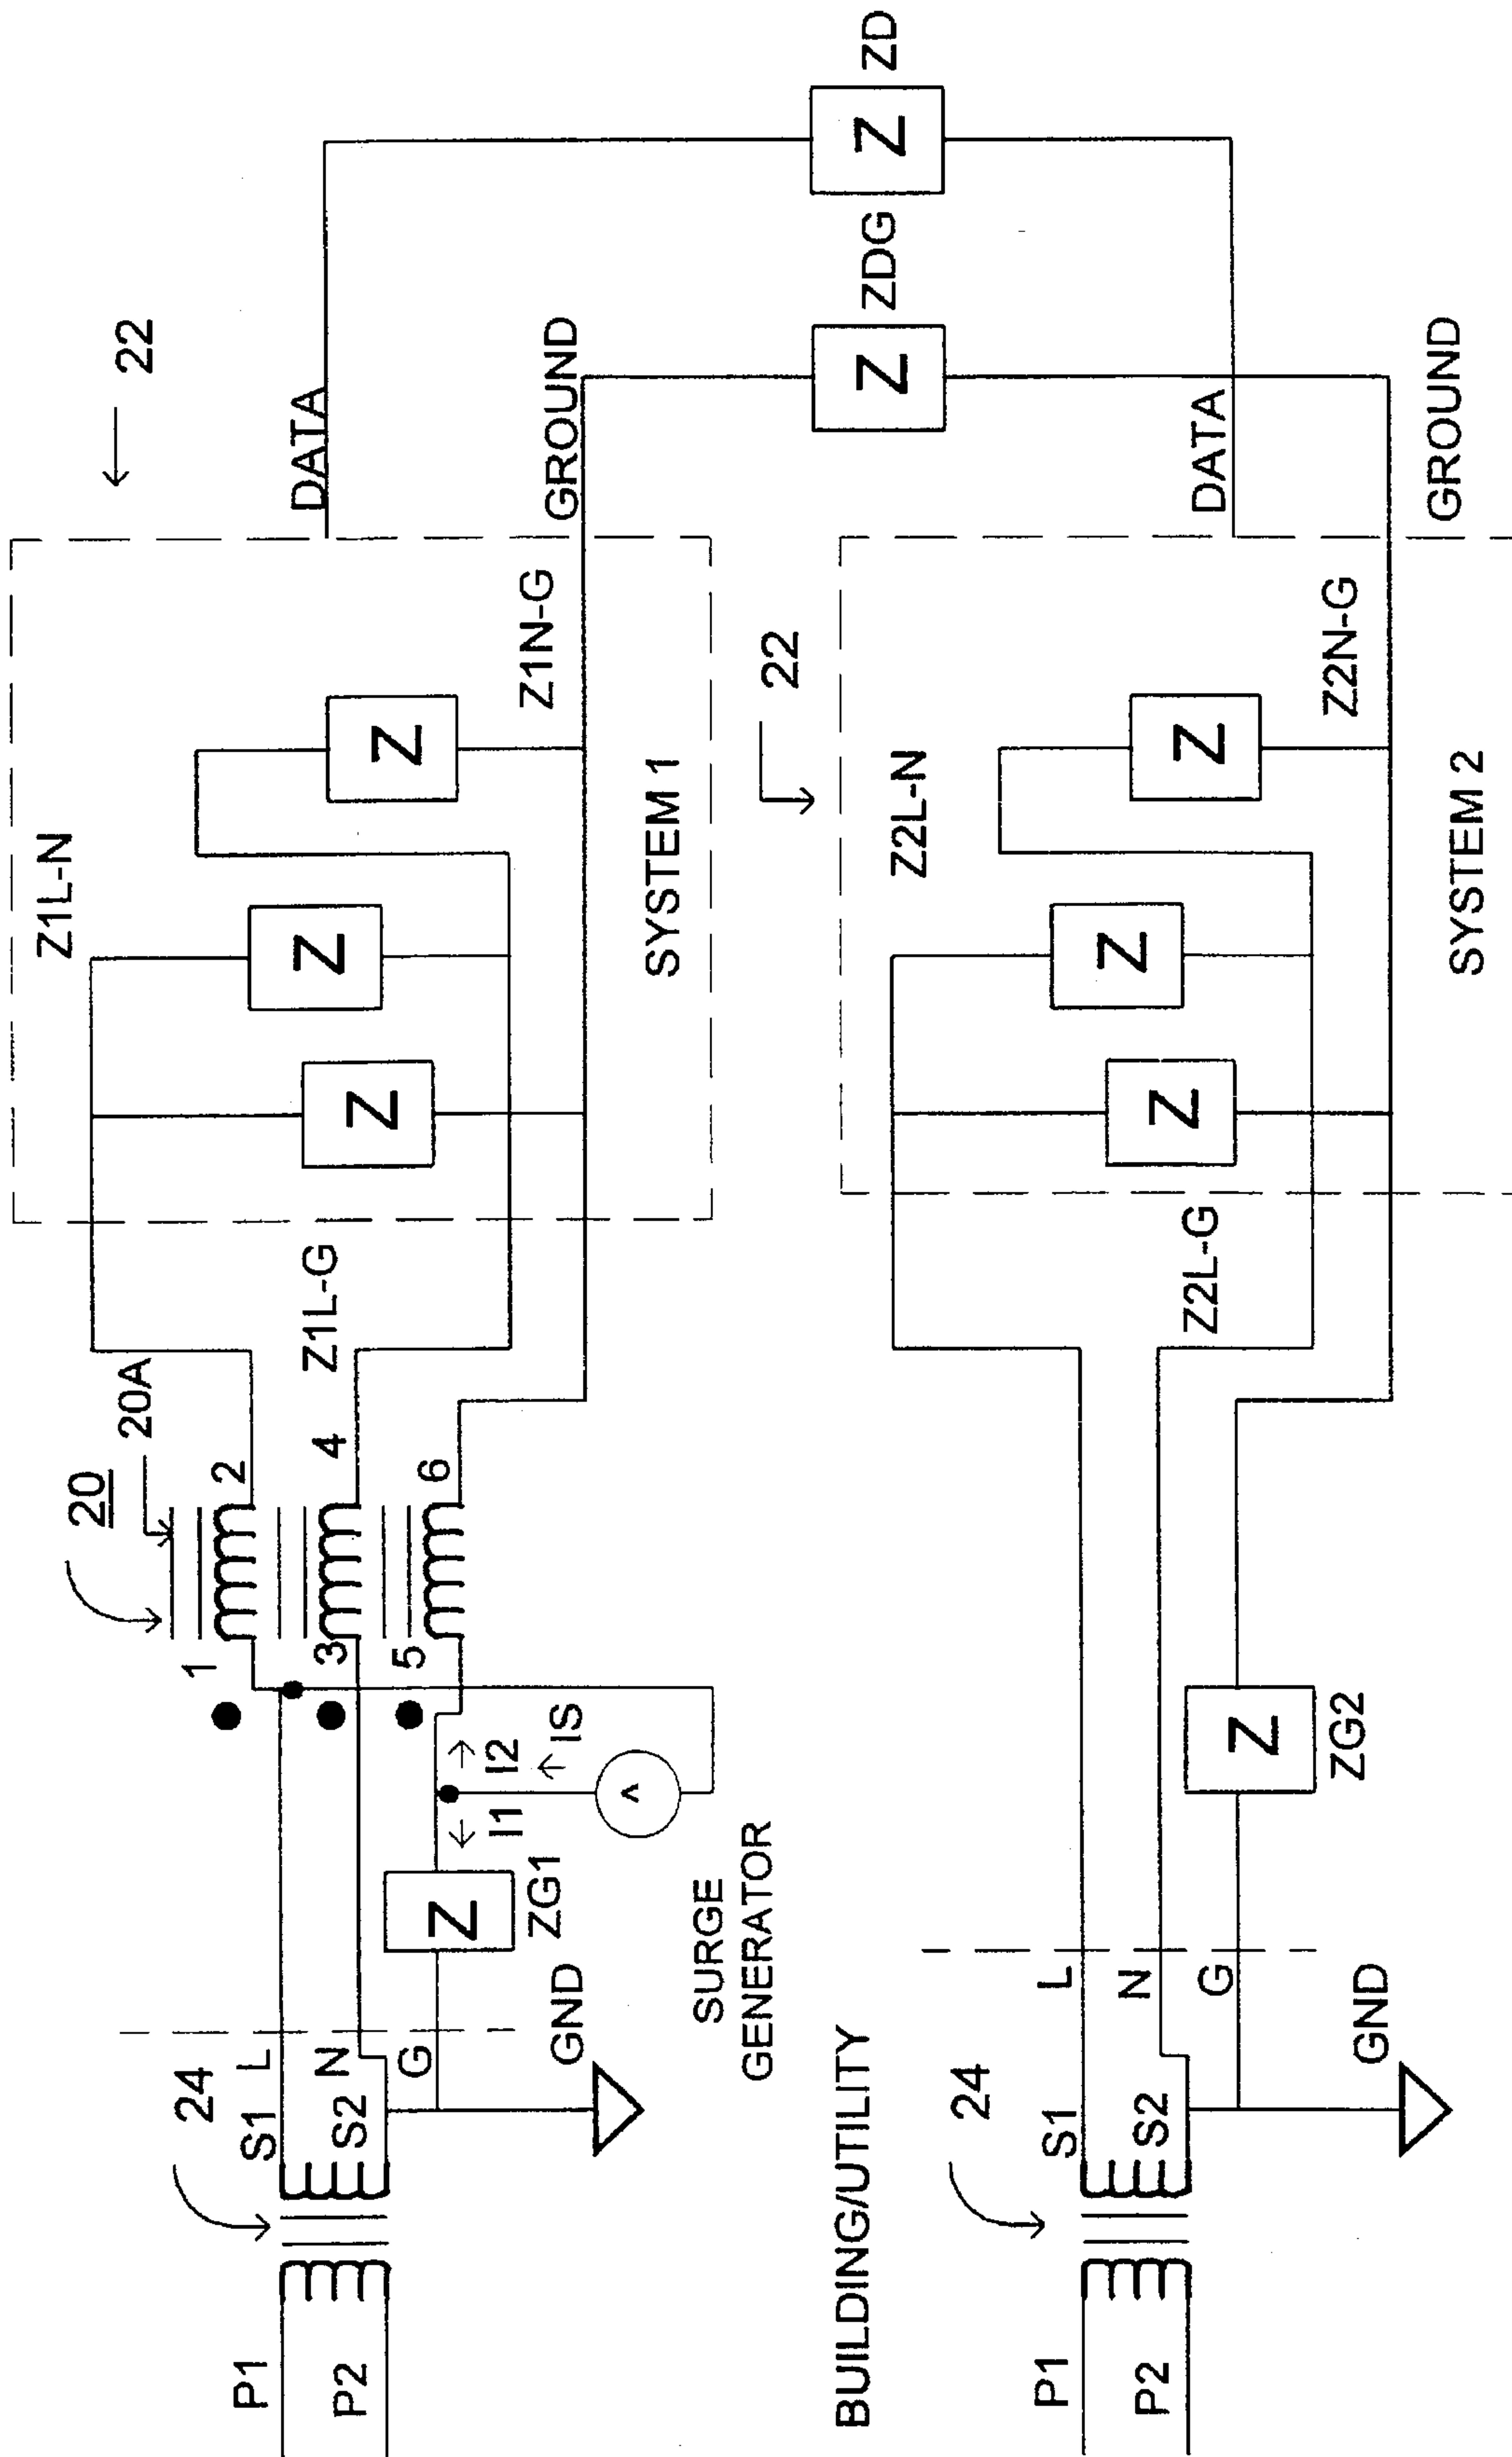 22
DATA
GROUND
ZDG
ZD
Z
Z
Z1L-N
Z
Z
Z
Z1N-G
SYSTEM 1
Z1L-G
20
20A
1
2
3
4
5
6
I1
I2
IS
Z
ZG1
SURGE
GENERATOR
24
S1
L
S2
N
G
GND
P1
P2
22
DATA
GROUND
Z2L-N
Z
Z
Z
Z2N-G
SYSTEM 2
Z2L-G
Z
ZG2
BUILDING/UTILITY
24
S1
L
S2
N
G
GND
P1
P2